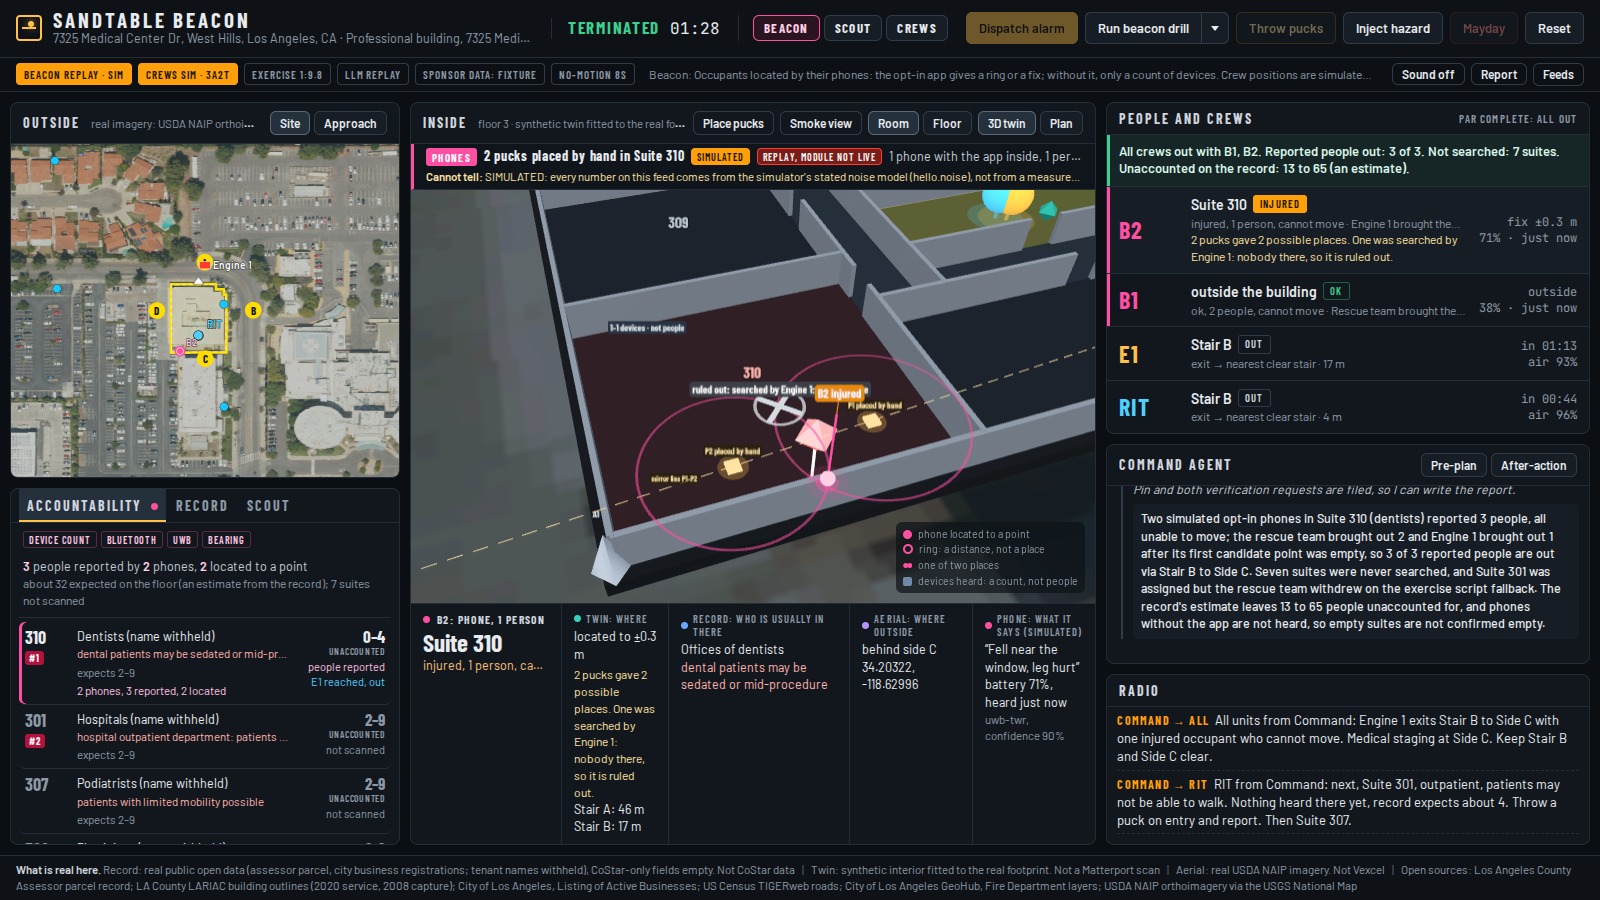 SANDTABLE BEACON
7325 Medical Center Dr, West Hills, Los Angeles, CA · Professional building, 7325 Medi...
TERMINATED 01:28
BEACON
SCOUT
CREWS
Dispatch alarm
Run beacon drill
Throw pucks
Inject hazard
Mayday
Reset
BEACON REPLAY · SIM
CREWS SIM · 3A2T
EXERCISE 1:9.8
LLM REPLAY
SPONSOR DATA: FIXTURE
NO-MOTION 8S
Beacon: Occupants located by their phones: the opt-in app gives a ring or a fix; without it, only a count of devices. Crew positions are simulate...
Sound off
Report
Feeds
OUTSIDE
real imagery: USDA NAIP orthoi...
Site
Approach
Engine 1
D
B
RIT
B2
C
ACCOUNTABILITY
RECORD
SCOUT
DEVICE COUNT
BLUETOOTH
UWB
BEARING
3 people reported by 2 phones, 2 located to a point
about 32 expected on the floor (an estimate from the record); 7 suites
not scanned
310
#1
Dentists (name withheld)
dental patients may be sedated or mid-pr...
expects 2-9
2 phones, 3 reported, 2 located
0-4
UNACCOUNTED
people reported
E1 reached, out
301
#2
Hospitals (name withheld)
hospital outpatient department: patients ...
expects 2-9
2-9
UNACCOUNTED
not scanned
307
Podiatrists (name withheld)
patients with limited mobility possible
expects 2-9
2-9
UNACCOUNTED
not scanned
INSIDE
floor 3 · synthetic twin fitted to the real fo...
Place pucks
Smoke view
Room
Floor
3D twin
Plan
PHONES
2 pucks placed by hand in Suite 310
SIMULATED
REPLAY, MODULE NOT LIVE
1 phone with the app inside, 1 per...
Cannot tell: SIMULATED: every number on this feed comes from the simulator's stated noise model (hello.noise), not from a measure...
309
1-1 devices · not people
310
ruled out: searched by Engine 1:
B2 injured
P1 placed by hand
P2 placed by hand
mirror line P1-P2
phone located to a point
ring: a distance, not a place
one of two places
devices heard: a count, not people
B2: PHONE, 1 PERSON
Suite 310
injured, 1 person, ca...
TWIN: WHERE
located to ±0.3
m
2 pucks gave 2
possible
places. One was
searched by
Engine 1:
nobody there,
so it is ruled
out.
Stair A: 46 m
Stair B: 17 m
RECORD: WHO IS USUALLY IN
THERE
Offices of dentists
dental patients may be
sedated or mid-procedure
AERIAL: WHERE
OUTSIDE
behind side C
34.20322,
-118.62996
PHONE: WHAT IT
SAYS (SIMULATED)
"Fell near the
window, leg hurt"
battery 71%,
heard just now
uwb-twr,
confidence 90%
PEOPLE AND CREWS
PAR COMPLETE: ALL OUT
All crews out with B1, B2. Reported people out: 3 of 3. Not searched: 7 suites.
Unaccounted on the record: 13 to 65 (an estimate).
B2
Suite 310 INJURED
injured, 1 person, cannot move · Engine 1 brought the...
2 pucks gave 2 possible places. One was searched by
Engine 1: nobody there, so it is ruled out.
fix ±0.3 m
71% · just now
B1
outside the building OK
ok, 2 people, cannot move · Rescue team brought the...
outside
38% · just now
E1
Stair B OUT
exit → nearest clear stair · 17 m
in 01:13
air 93%
RIT
Stair B OUT
exit → nearest clear stair · 4 m
in 00:44
air 96%
COMMAND AGENT
Pre-plan
After-action
Pin and both verification requests are filed, so I can write the report.
Two simulated opt-in phones in Suite 310 (dentists) reported 3 people, all
unable to move; the rescue team brought out 2 and Engine 1 brought out 1
after its first candidate point was empty, so 3 of 3 reported people are out
via Stair B to Side C. Seven suites were never searched, and Suite 301 was
assigned but the rescue team withdrew on the exercise script fallback. The
record's estimate leaves 13 to 65 people unaccounted for, and phones
without the app are not heard, so empty suites are not confirmed empty.
RADIO
COMMAND → ALL All units from Command: Engine 1 exits Stair B to Side C with
one injured occupant who cannot move. Medical staging at Side C. Keep Stair B
and Side C clear.
COMMAND → RIT RIT from Command: next, Suite 301, outpatient, patients may
not be able to walk. Nothing heard there yet, record expects about 4. Throw a
puck on entry and report. Then Suite 307.
What is real here. Record: real public open data (assessor parcel, city business registrations; tenant names withheld), CoStar-only fields empty. Not CoStar data | Twin: synthetic interior fitted to the real footprint. Not a Matterport scan | Aerial: real USDA NAIP imagery. Not Vexcel | Open sources: Los Angeles County
Assessor parcel record; LA County LARIAC building outlines (2020 service, 2008 capture); City of Los Angeles, Listing of Active Businesses; US Census TIGERweb roads; City of Los Angeles GeoHub, Fire Department layers; USDA NAIP orthoimagery via the USGS National Map